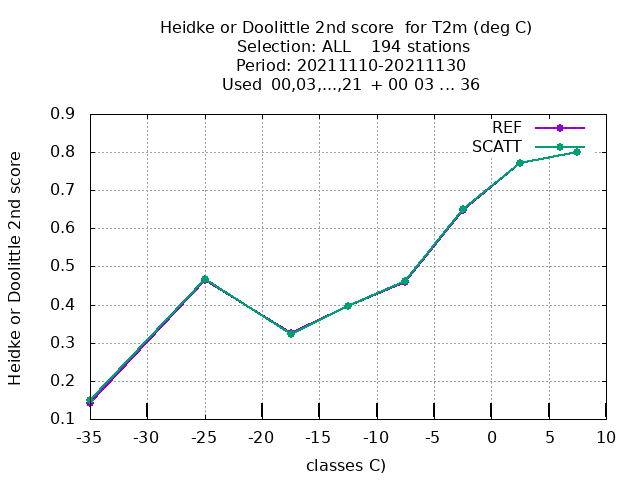 Heidke or Doolittle 2nd score  for T2m (deg C)
Selection: ALL    194 stations
Period: 20211110-20211130
Used  00,03,...,21  + 00 03 ... 36
REF
SCATT
Heidke or Doolittle 2nd score
0.9
0.8
0.7
0.6
0.5
0.4
0.3
0.2
0.1
-35 -30 -25 -20 -15 -10 -5 0 5 10
classes C)